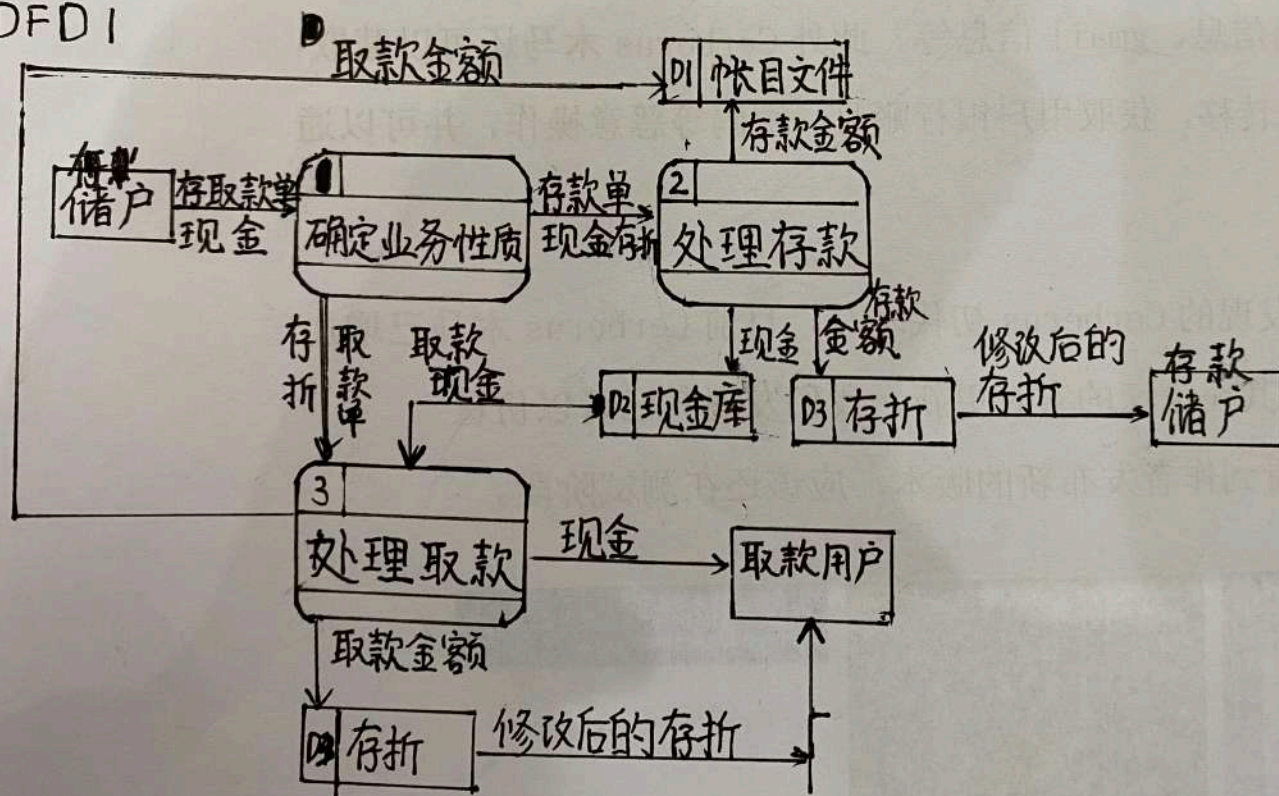 DFD1
取款金额
D1 帐目文件
存款金额
储户
存取款单
现金
确定业务性质
存款单
现金存折
2
处理存款
存折
取款单
取款
现金
现金
存款
金额
D2 现金库
D3 存折
修改后的
存折
存款
储户
3
处理取款
现金
取款用户
取款金额
存折
修改后的存折